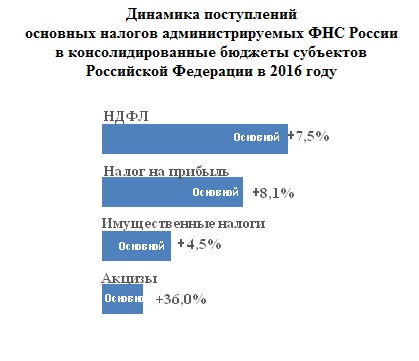 Динамика поступлений
основных налогов администрируемых ФНС России
в консолидированные бюджеты субъектов
Российской Федерации в 2016 году
НДФЛ
Основной +7,5%
Налог на прибыль
Основной +8,1%
Имущественные налоги
Основной +4,5%
Акцизы
Основной +36,0%